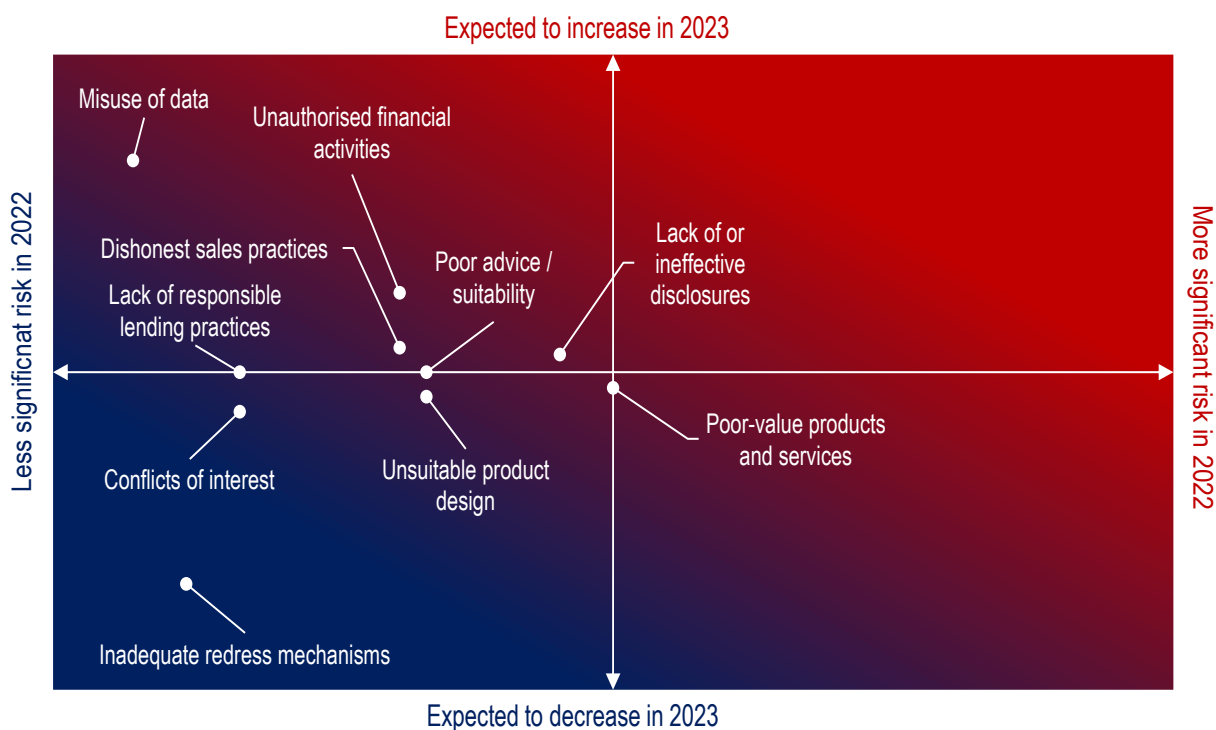 Expected to increase in 2023
Misuse of data
Unauthorised financial
activities
Dishonest sales practices
Lack of responsible
lending practices
Poor advice /
suitability
Lack of or
ineffective
disclosures
Less significnat risk in 2022
More significant risk in 2022
Conflicts of interest
Unsuitable product
design
Poor-value products
and services
Inadequate redress mechanisms
Expected to decrease in 2023